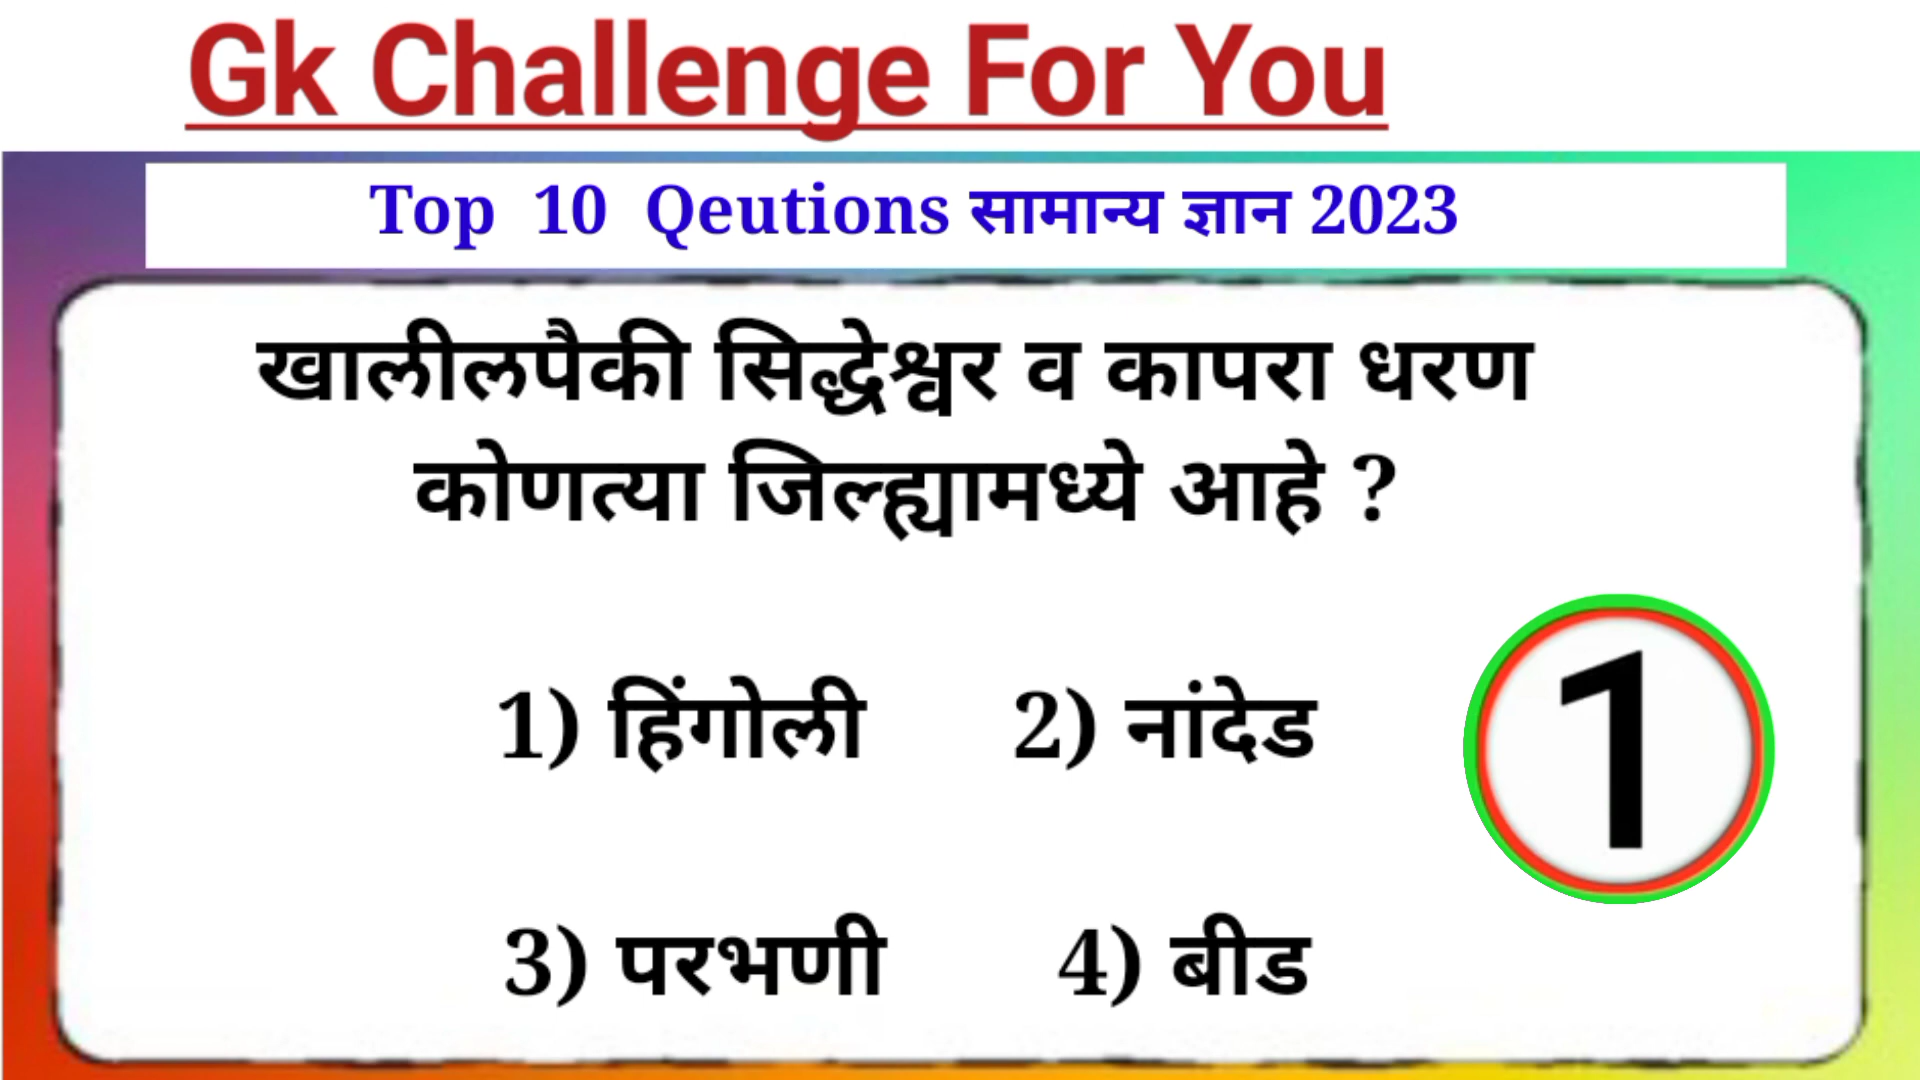 Gk Challenge For You
Top 10 Qeutions सामान्य ज्ञान 2023
खालीलपैकी सिद्धेश्वर व कापरा धरण
कोणत्या जिल्ह्यामध्ये आहे ?
1) हिंगोली 2) नांदेड
1
3) परभणी 4) बीड